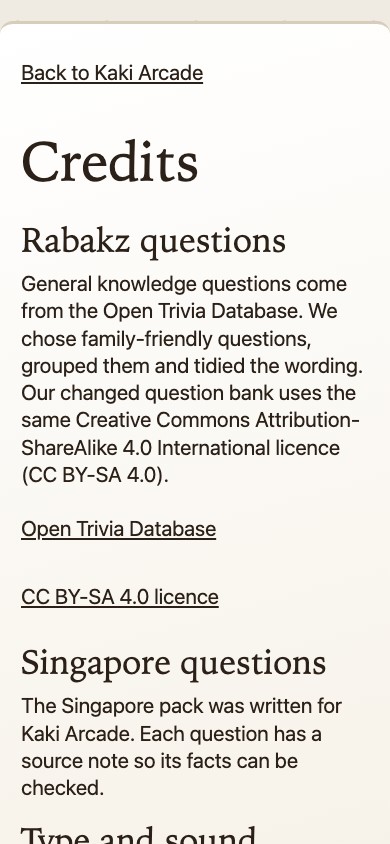 Back to Kaki Arcade
Credits
Rabakz questions
General knowledge questions come
from the Open Trivia Database. We
chose family-friendly questions,
grouped them and tidied the wording.
Our changed question bank uses the
same Creative Commons Attribution-
ShareAlike 4.0 International licence
(CC BY-SA 4.0).
Open Trivia Database
CC BY-SA 4.0 licence
Singapore questions
The Singapore pack was written for
Kaki Arcade. Each question has a
source note so its facts can be
checked.
Type and sound